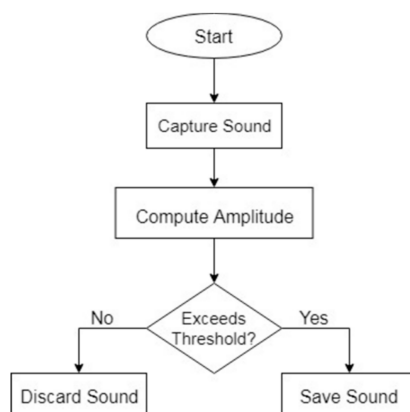 Start
Capture Sound
Compute Amplitude
Exceeds
Threshold?
No
Yes
Discard Sound
Save Sound